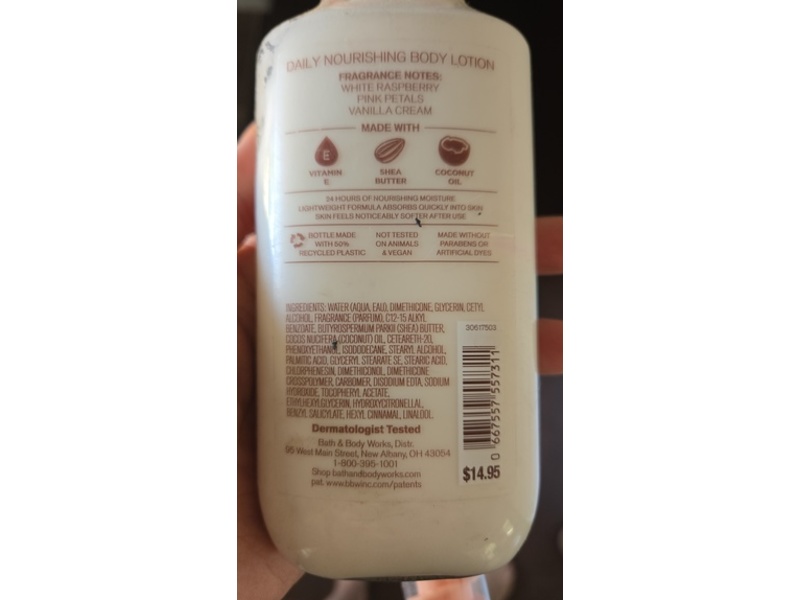 DAILY NOURISHING BODY LOTION
FRAGRANCE NOTES:
WHITE RASPBERRY
PINK PETALS
VANILLA CREAM
MADE WITH
E
VITAMIN
E
SHEA
BUTTER
COCONUT
OIL
24 HOURS OF NOURISHING MOISTURE
LIGHTWEIGHT FORMULA ABSORBS QUICKLY INTO SKIN
SKIN FEELS NOTICEABLY SOFTER AFTER USE
BOTTLE MADE
WITH 50%
RECYCLED PLASTIC
NOT TESTED
ON ANIMALS
& VEGAN
MADE WITHOUT
PARABENS OR
ARTIFICIAL DYES
INGREDIENTS: WATER (AQUA, EAU), DIMETHICONE, GLYCERIN, CETYL
ALCOHOL, FRAGRANCE (PARFUM), C12-15 ALKYL
BENZOATE, BUTYROSPERMUM PARKII (SHEA) BUTTER,
COCOS NUCIFERA (COCONUT) OIL, CETEARETH-20,
PHENOXYETHANOL, ISODODECANE, STEARYL ALCOHOL,
PALMITIC ACID, GLYCERYL STEARATE SE, STEARIC ACID,
CHLORPHENESIN, DIMETHICONOL, DIMETHICONE
CROSSPOLYMER, CARBOMER, DISODIUM EDTA, SODIUM
HYDROXIDE, TOCOPHERYL ACETATE,
ETHYLHEXYLGLYCERIN, HYDROXYCITRONELLAL,
BENZYL SALICYLATE, HEXYL CINNAMAL, LINALOOL.
Dermatologist Tested
Bath & Body Works, Distr.
95 West Main Street, New Albany, OH 43054
1-800-395-1001
Shop bathandbodyworks.com
pat. www.bbwinc.com/patents
30617503
0 667557 557311
$14.95